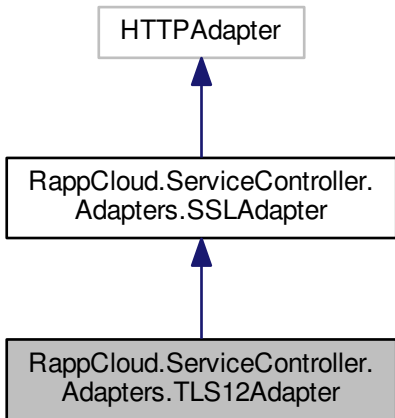 HTTPAdapter
RappCloud.ServiceController.
Adapters.SSLAdapter
RappCloud.ServiceController.
Adapters.TLS12Adapter